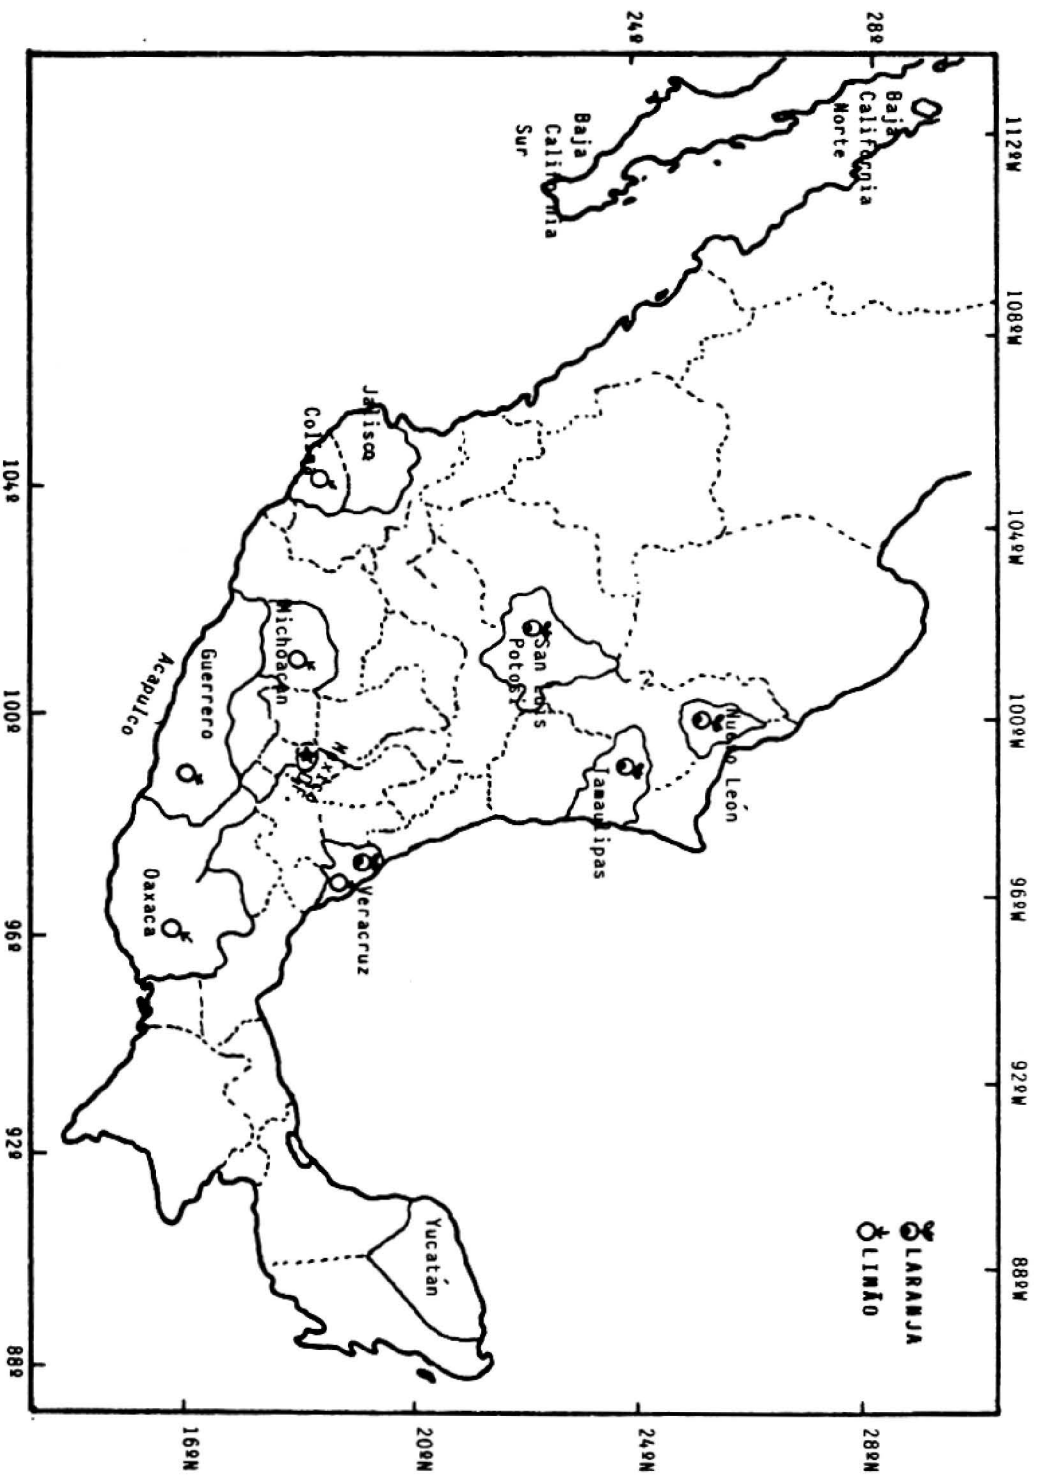 112ºW
108ºW
104ºW
100ºW
96ºW
92ºW
88ºW
28º
24º
28ºN
24ºN
20ºN
16ºN
Baja
California
Norte
Baja
California
Sur
Nuevo León
Tamaulipas
San Luis
Potosí
LARANJA
LIMÃO
Jalisco
Colima
Michoacán
Guerrero
Acapulco
México
Veracruz
Oaxaca
Yucatán
104º
100º
96º
92º
88º